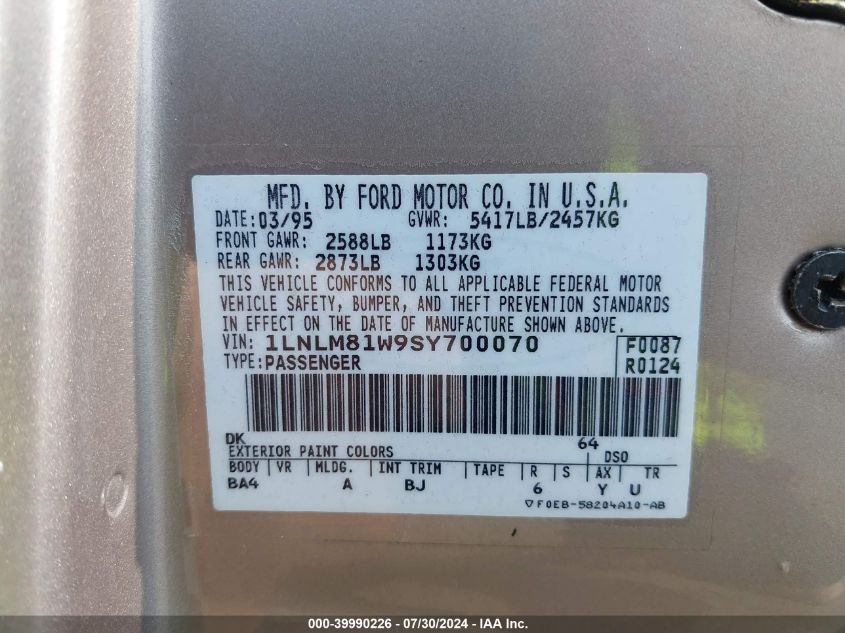 MFD. BY FORD MOTOR CO. IN U.S.A.
DATE: 03/95 GVWR: 5417LB/2457KG
FRONT GAWR: 2588LB 1173KG
REAR GAWR: 2873LB 1303KG
THIS VEHICLE CONFORMS TO ALL APPLICABLE FEDERAL MOTOR
VEHICLE SAFETY, BUMPER, AND THEFT PREVENTION STANDARDS
IN EFFECT ON THE DATE OF MANUFACTURE SHOWN ABOVE.
VIN: 1LNLM81W9SY700070 F0087
TYPE: PASSENGER R0124
DK 64
EXTERIOR PAINT COLORS DSO
BODY VR MLDG. INT TRIM TAPE R S AX TR
BA4 A BJ 6 Y U
▽F0EB-58204A10-AB
000-39990226 - 07/30/2024 - IAA Inc.